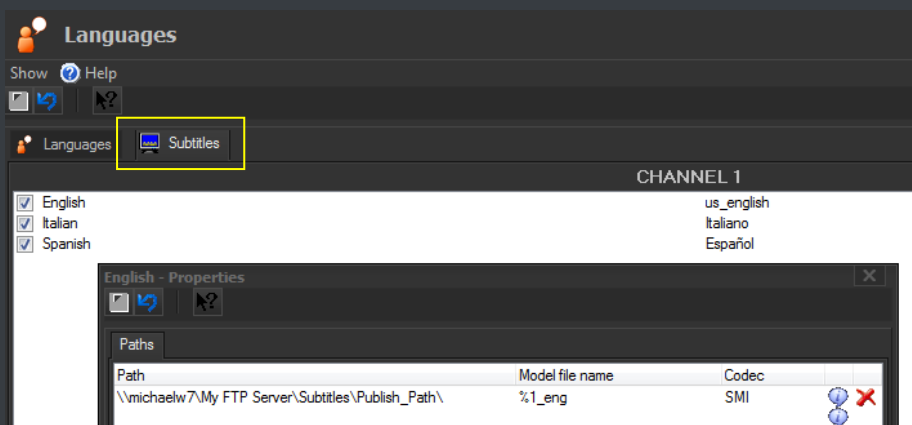 Languages
Show Help
Languages Subtitles
CHANNEL 1
English us_english
Italian Italiano
Spanish Español
English - Properties
Paths
Path Model file name Codec
\\michaelw7\My FTP Server\Subtitles\Publish_Path\ %1_eng SMI